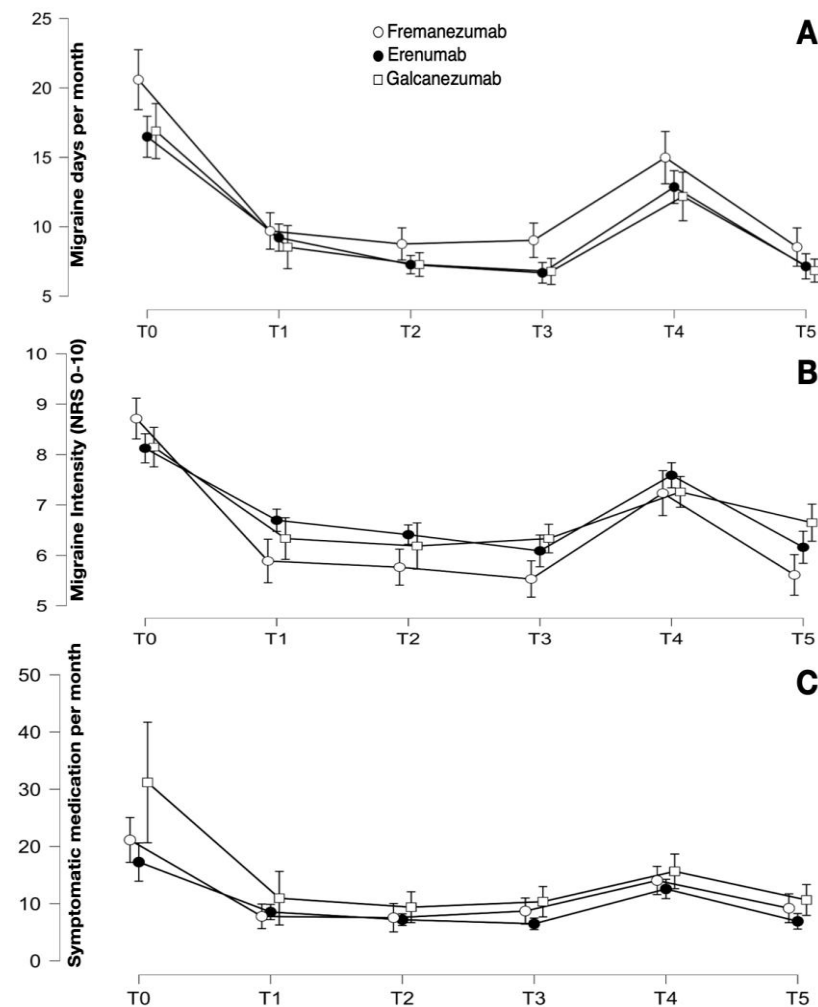 A
Fremanezumab
Erenumab
Galcanezumab
Migraine days per month
25
20
15
10
5
T0 T1 T2 T3 T4 T5
B
Migraine Intensity (NRS 0-10)
10
9
8
7
6
5
T0 T1 T2 T3 T4 T5
C
Symptomatic medication per month
50
40
30
20
10
0
T0 T1 T2 T3 T4 T5